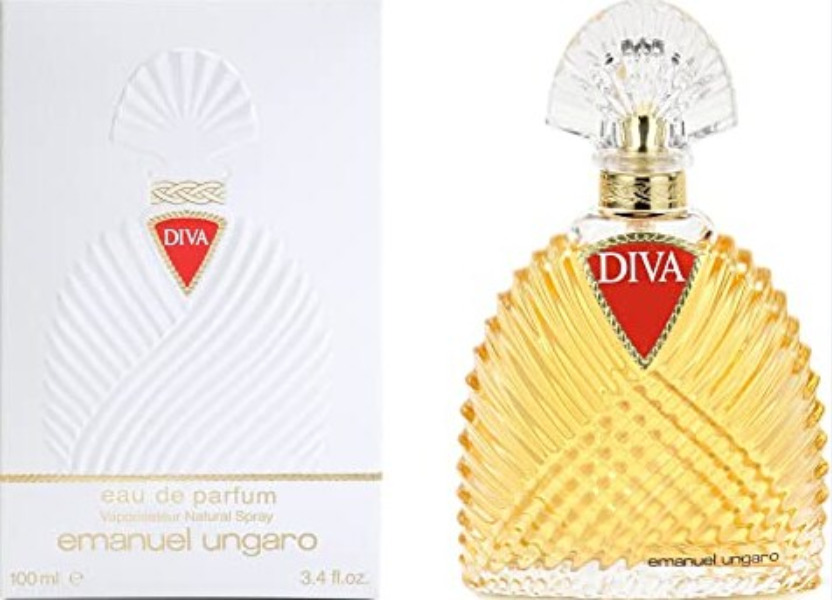 DIVA
eau de parfum
Vaporisateur Natural Spray
emanuel ungaro
100 ml ℮ 3.4 fl.oz.
DIVA
emanuel ungaro